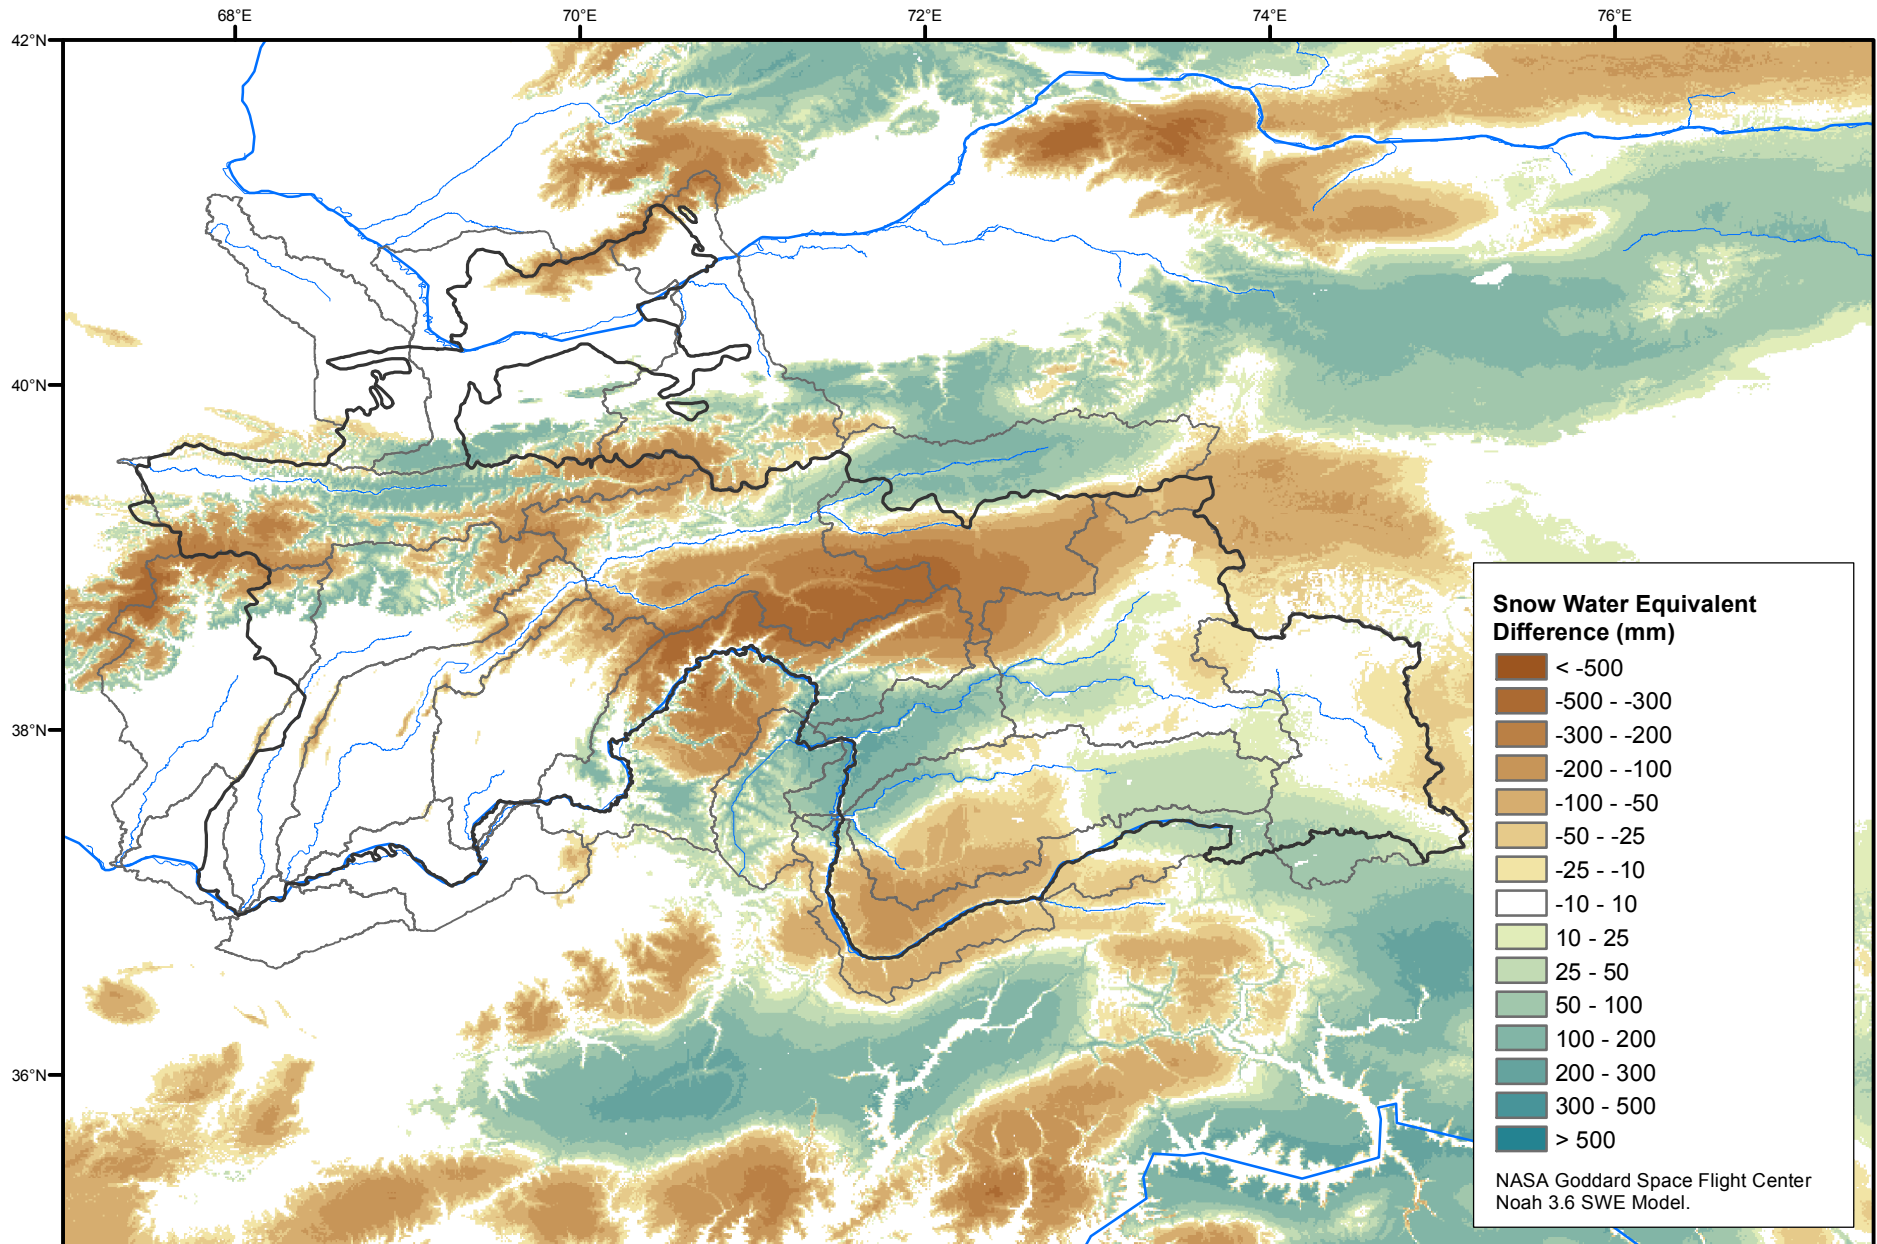 68°E 70°E 72°E 74°E 76°E
42°N
40°N
38°N
36°N
Snow Water Equivalent
Difference (mm)
< -500
-500 - -300
-300 - -200
-200 - -100
-100 - -50
-50 - -25
-25 - -10
-10 - 10
10 - 25
25 - 50
50 - 100
100 - 200
200 - 300
300 - 500
> 500
NASA Goddard Space Flight Center
Noah 3.6 SWE Model.